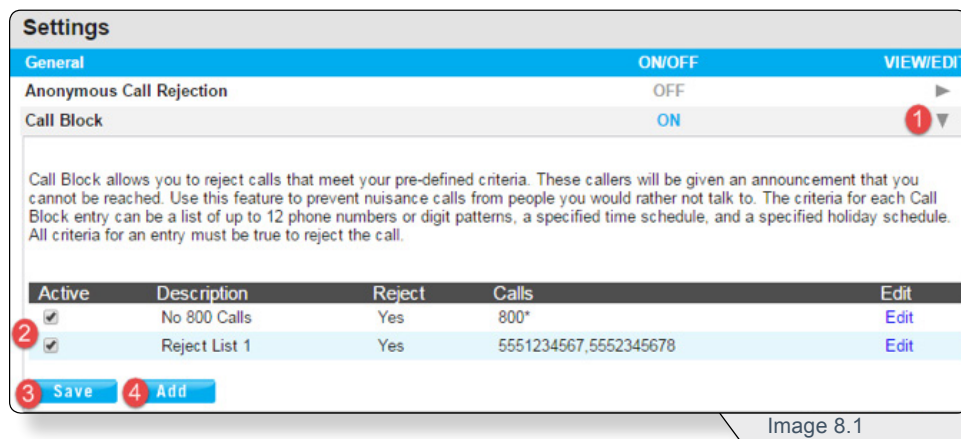 Settings
General ON/OFF VIEW/EDIT
Anonymous Call Rejection OFF
Call Block ON 1
Call Block allows you to reject calls that meet your pre-defined criteria. These callers will be given an announcement that you
cannot be reached. Use this feature to prevent nuisance calls from people you would rather not talk to. The criteria for each Call
Block entry can be a list of up to 12 phone numbers or digit patterns, a specified time schedule, and a specified holiday schedule.
All criteria for an entry must be true to reject the call.
Active Description Reject Calls Edit
No 800 Calls Yes 800* Edit
2
Reject List 1 Yes 5551234567,5552345678 Edit
3 Save 4 Add
Image 8.1